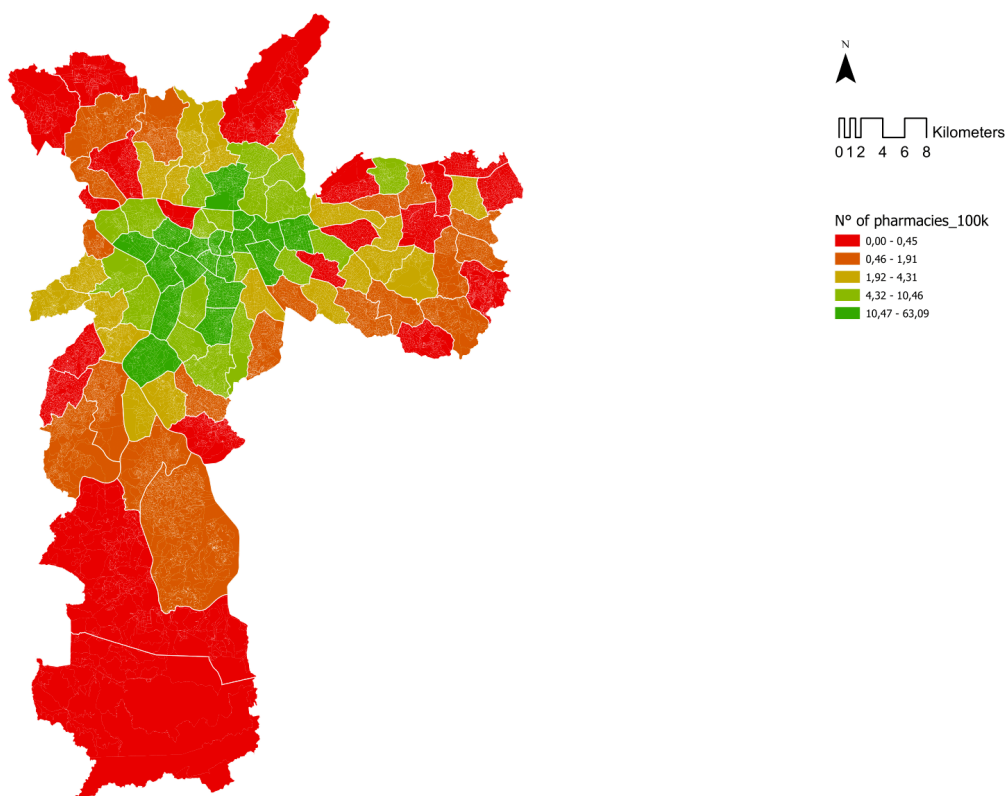 N
Kilometers
0 1 2 4 6 8
N° of pharmacies_100k
0,00 - 0,45
0,46 - 1,91
1,92 - 4,31
4,32 - 10,46
10,47 - 63,09